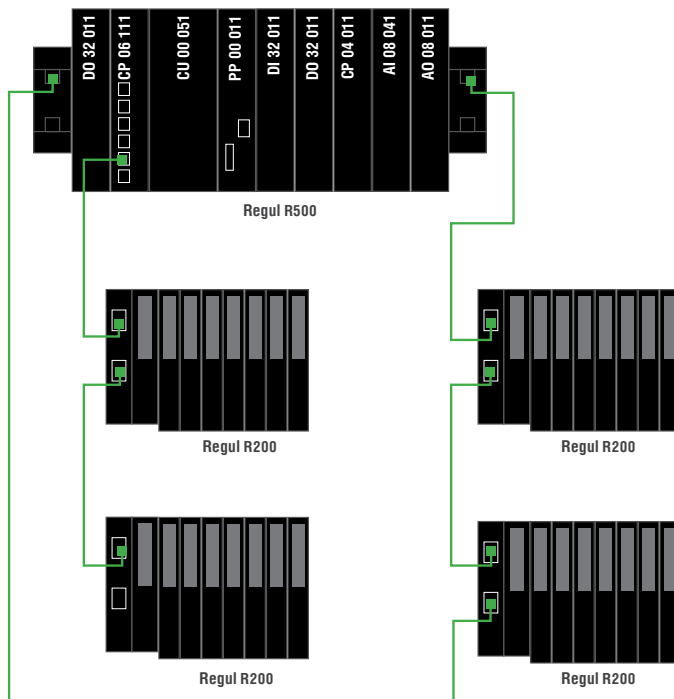 DO 32 011
CP 06 111
CU 00 051
PP 00 011
DI 32 011
DO 32 011
CP 04 011
AI 08 041
AO 08 011
Regul R500
Regul R200
Regul R200
Regul R200
Regul R200